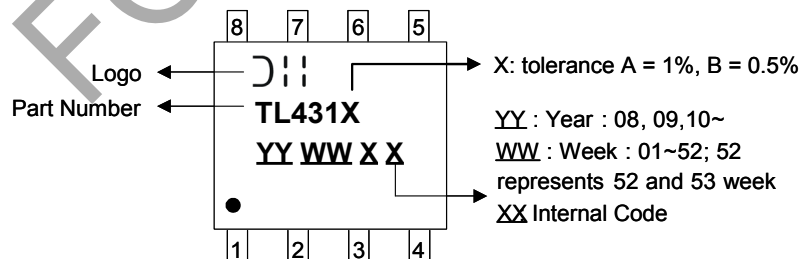 8 7 6 5
Logo
Part Number
TL431X
YY WW X X
1 2 3 4
X: tolerance A = 1%, B = 0.5%
YY : Year : 08, 09,10~
WW : Week : 01~52; 52
represents 52 and 53 week
XX Internal Code